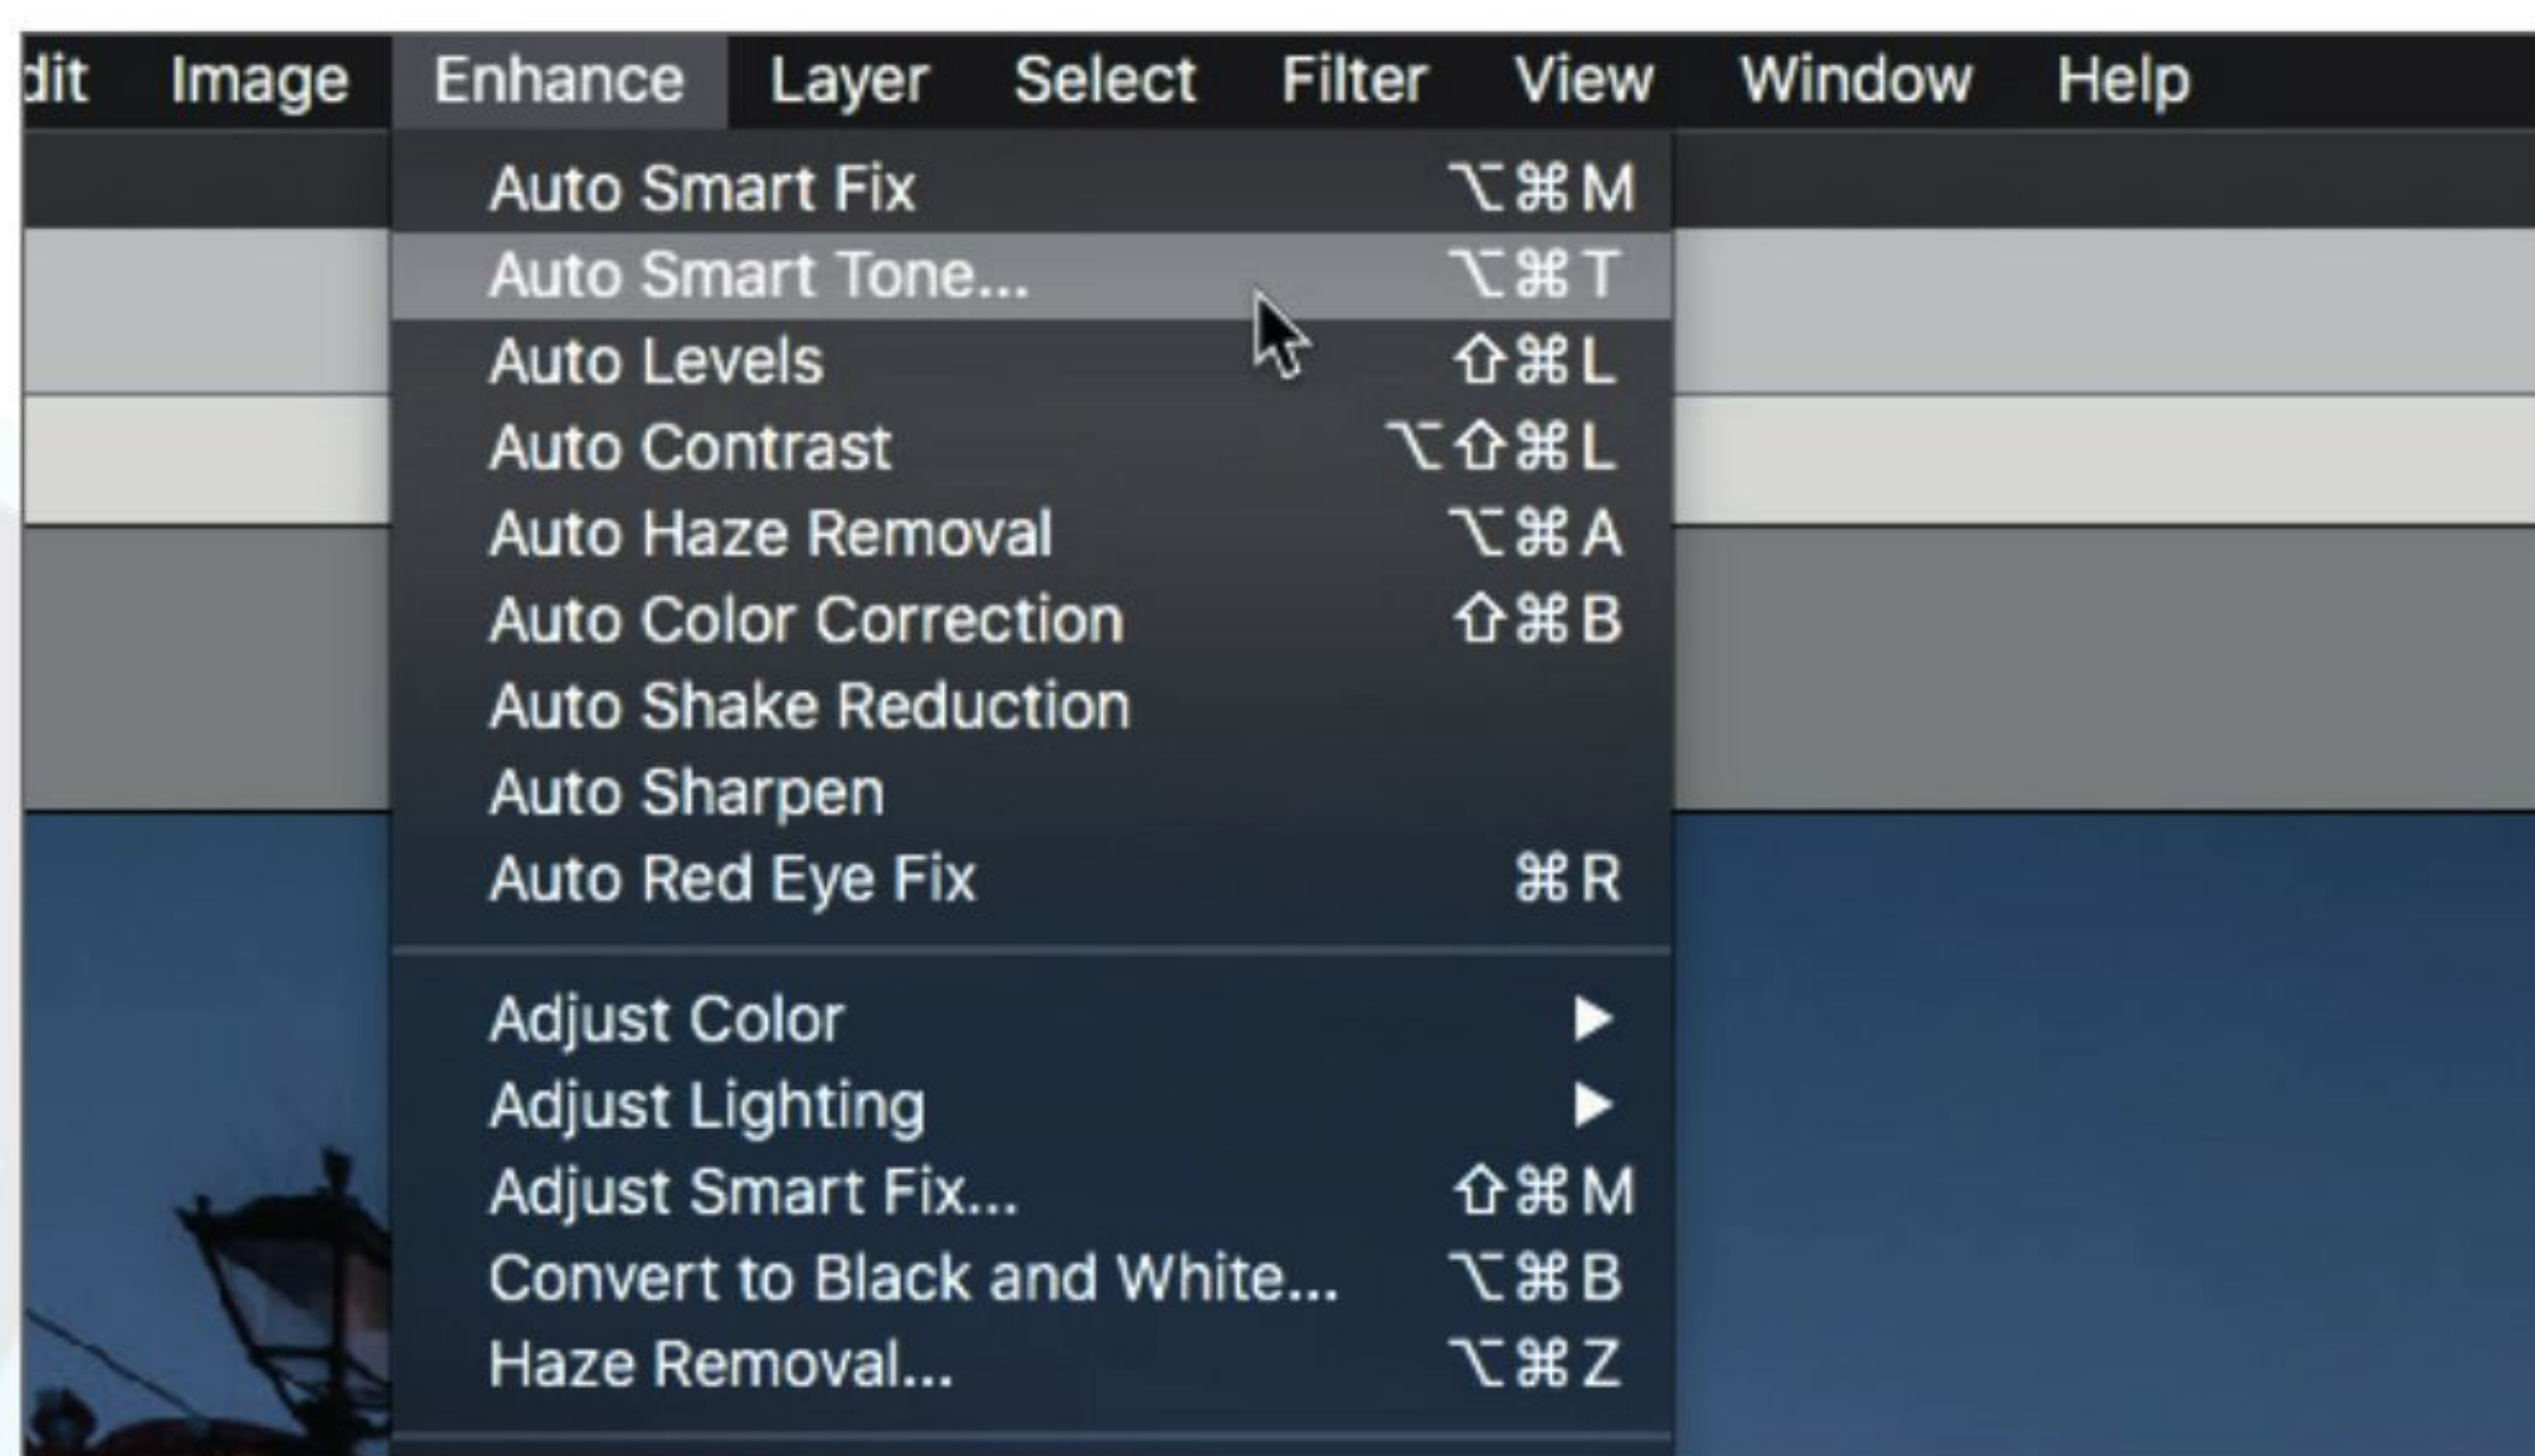 dit Image Enhance Layer Select Filter View Window Help
Auto Smart Fix ⌥⌘M
Auto Smart Tone... ⌥⌘T
Auto Levels ⇧⌘L
Auto Contrast ⌥⇧⌘L
Auto Haze Removal ⌥⌘A
Auto Color Correction ⇧⌘B
Auto Shake Reduction
Auto Sharpen
Auto Red Eye Fix ⌘R
Adjust Color ▶
Adjust Lighting ▶
Adjust Smart Fix... ⇧⌘M
Convert to Black and White... ⌥⌘B
Haze Removal... ⌥⌘Z